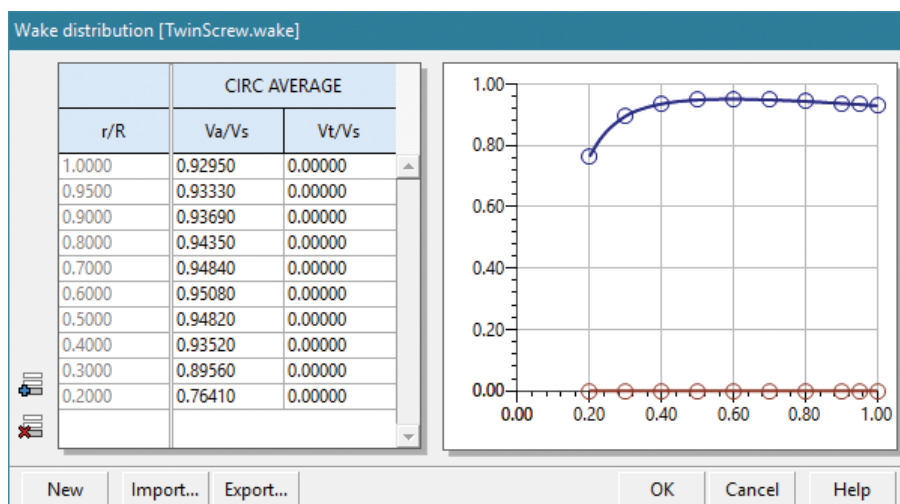 Wake distribution [TwinScrew.wake]
CIRC AVERAGE
r/R Va/Vs Vt/Vs
1.0000 0.92950 0.00000
0.9500 0.93330 0.00000
0.9000 0.93690 0.00000
0.8000 0.94350 0.00000
0.7000 0.94840 0.00000
0.6000 0.95080 0.00000
0.5000 0.94820 0.00000
0.4000 0.93520 0.00000
0.3000 0.89560 0.00000
0.2000 0.76410 0.00000
1.00
0.80
0.60
0.40
0.20
0.00
0.00 0.20 0.40 0.60 0.80 1.00
New Import... Export... OK Cancel Help